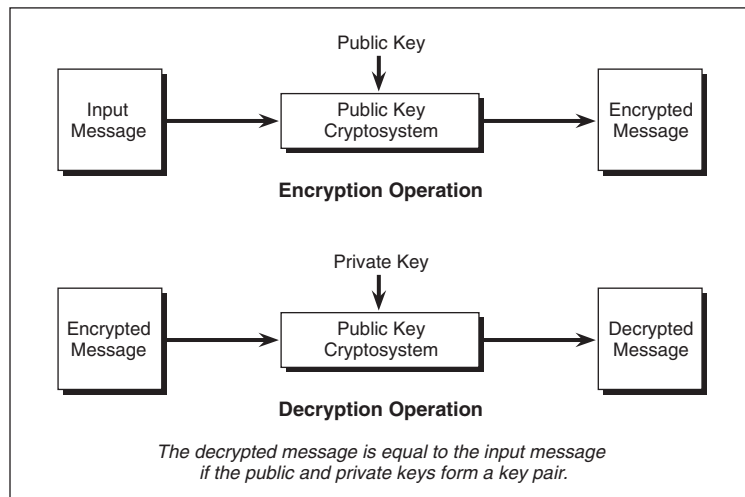 Public Key
Input
Message
Public Key
Cryptosystem
Encrypted
Message
Encryption Operation
Private Key
Encrypted
Message
Public Key
Cryptosystem
Decrypted
Message
Decryption Operation
The decrypted message is equal to the input message
if the public and private keys form a key pair.